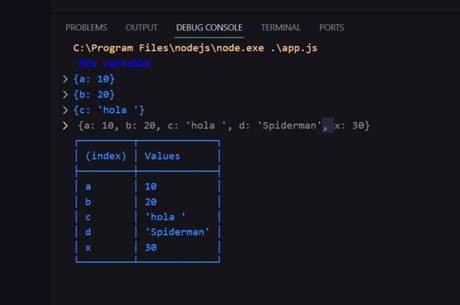 PROBLEMS OUTPUT DEBUG CONSOLE TERMINAL PORTS
C:\Program Files\nodejs\node.exe .\app.js
Mis variable
> {a: 10}
> {b: 20}
> {c: 'hola '}
> {a: 10, b: 20, c: 'hola ', d: 'Spiderman', x: 30}
(index) Values
a 10
b 20
c 'hola '
d 'Spiderman'
x 30